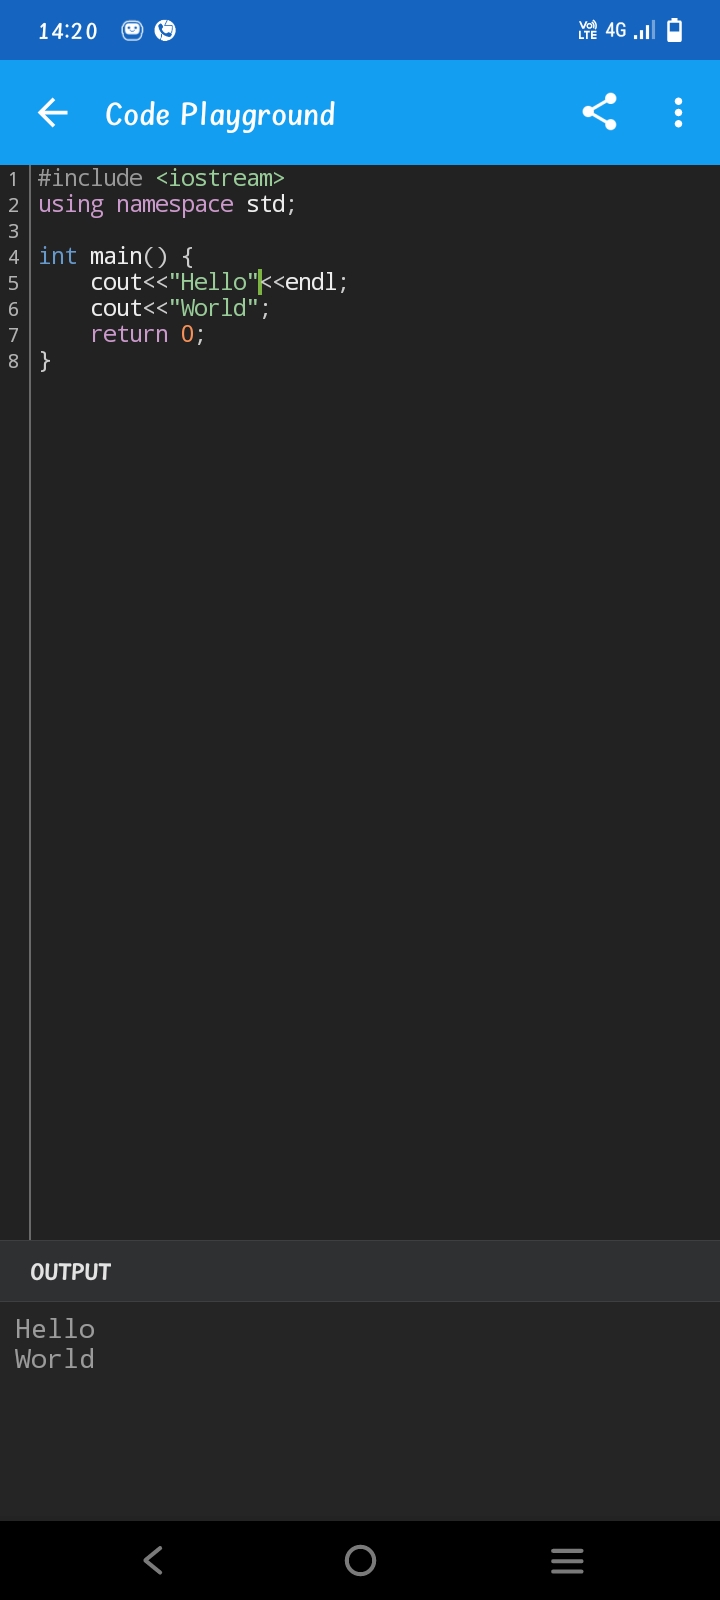 14:20 Vo) LTE 4G
Code Playground
1 #include <iostream>
2 using namespace std;
3
4 int main() {
5     cout<<"Hello"<<endl;
6     cout<<"World";
7     return 0;
8 }
OUTPUT
Hello
World